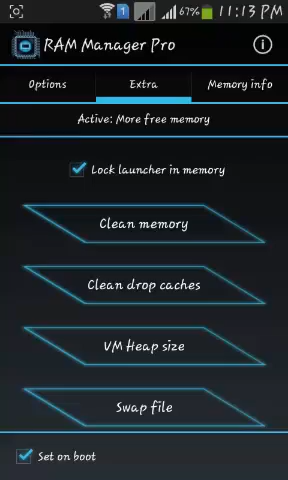 1 67% 11:13 PM
RAM Manager Pro
Options Extra Memory info
Active: More free memory
Lock launcher in memory
Clean memory
Clean drop caches
VM Heap size
Swap file
Set on boot